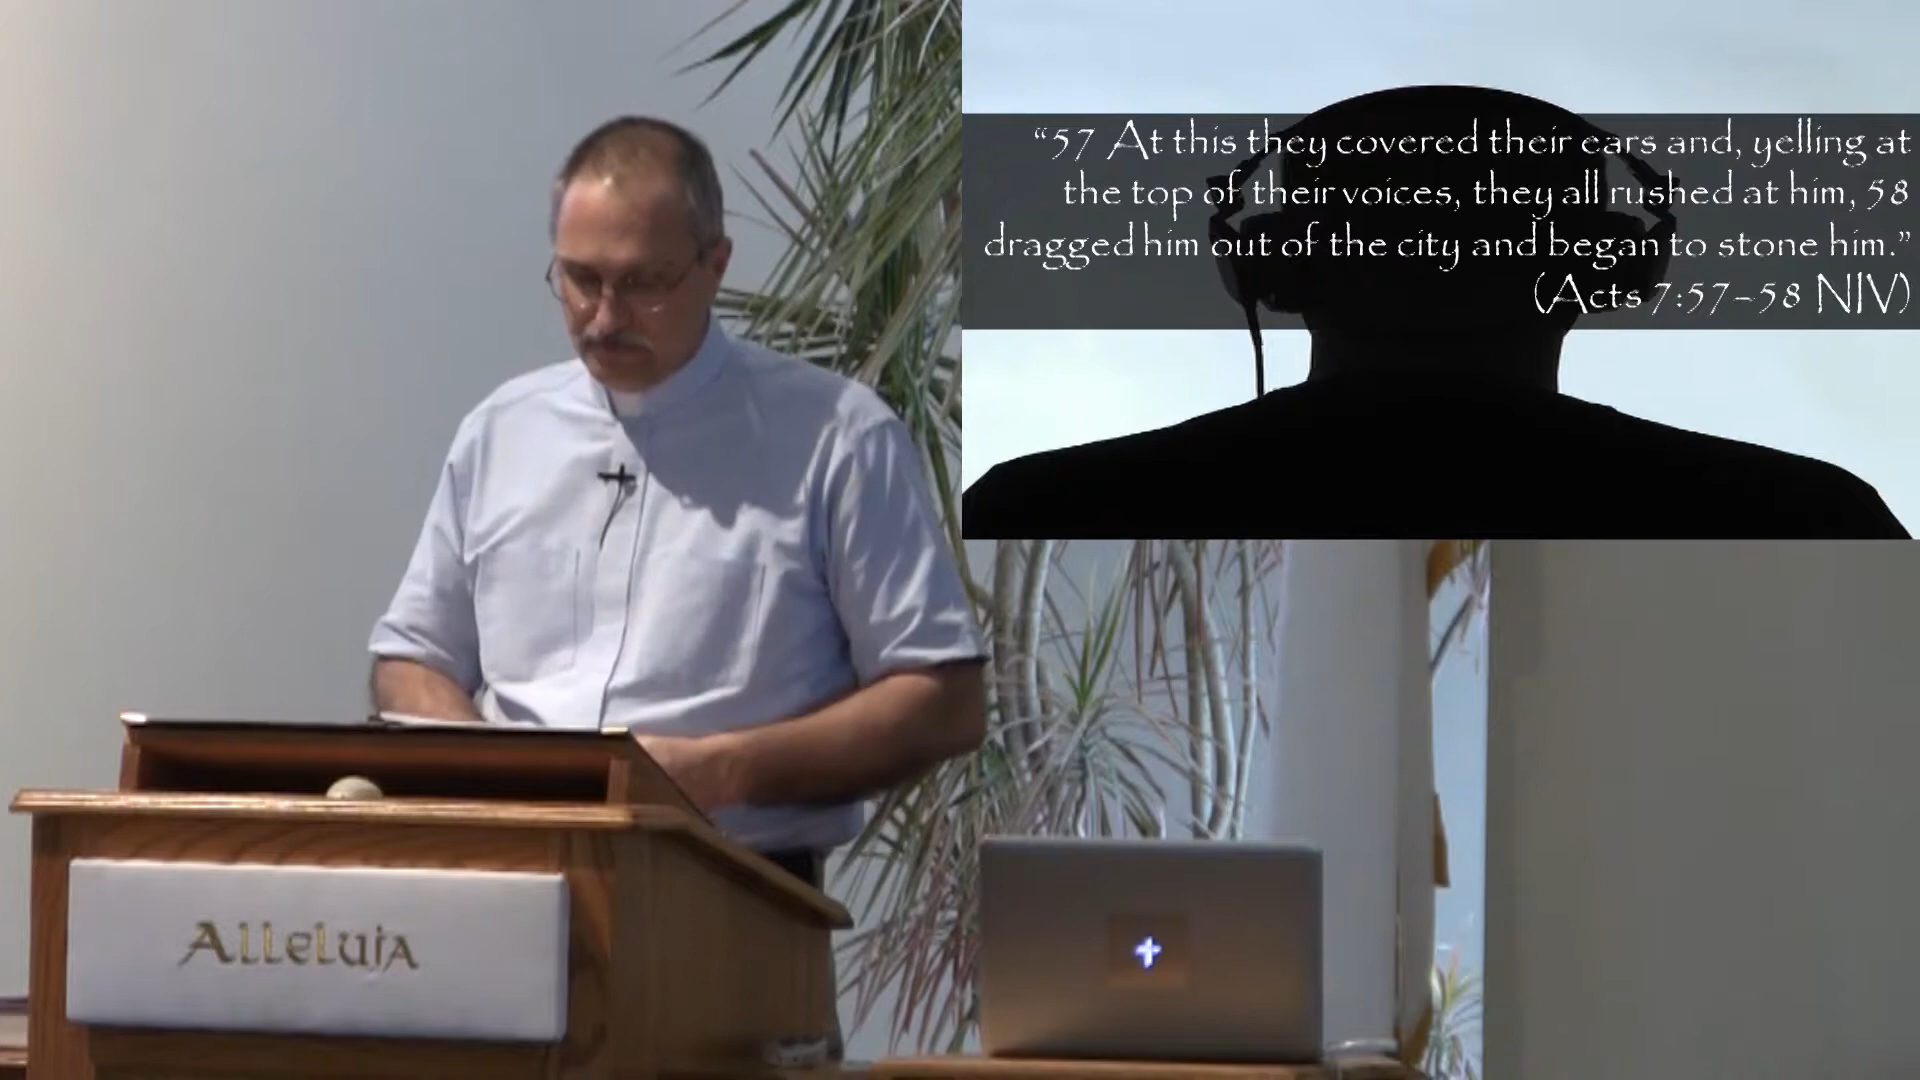 “57 At this they covered their ears and, yelling at
the top of their voices, they all rushed at him, 58
dragged him out of the city and began to stone him.”
(Acts 7:57-58 NIV)
Alleluia